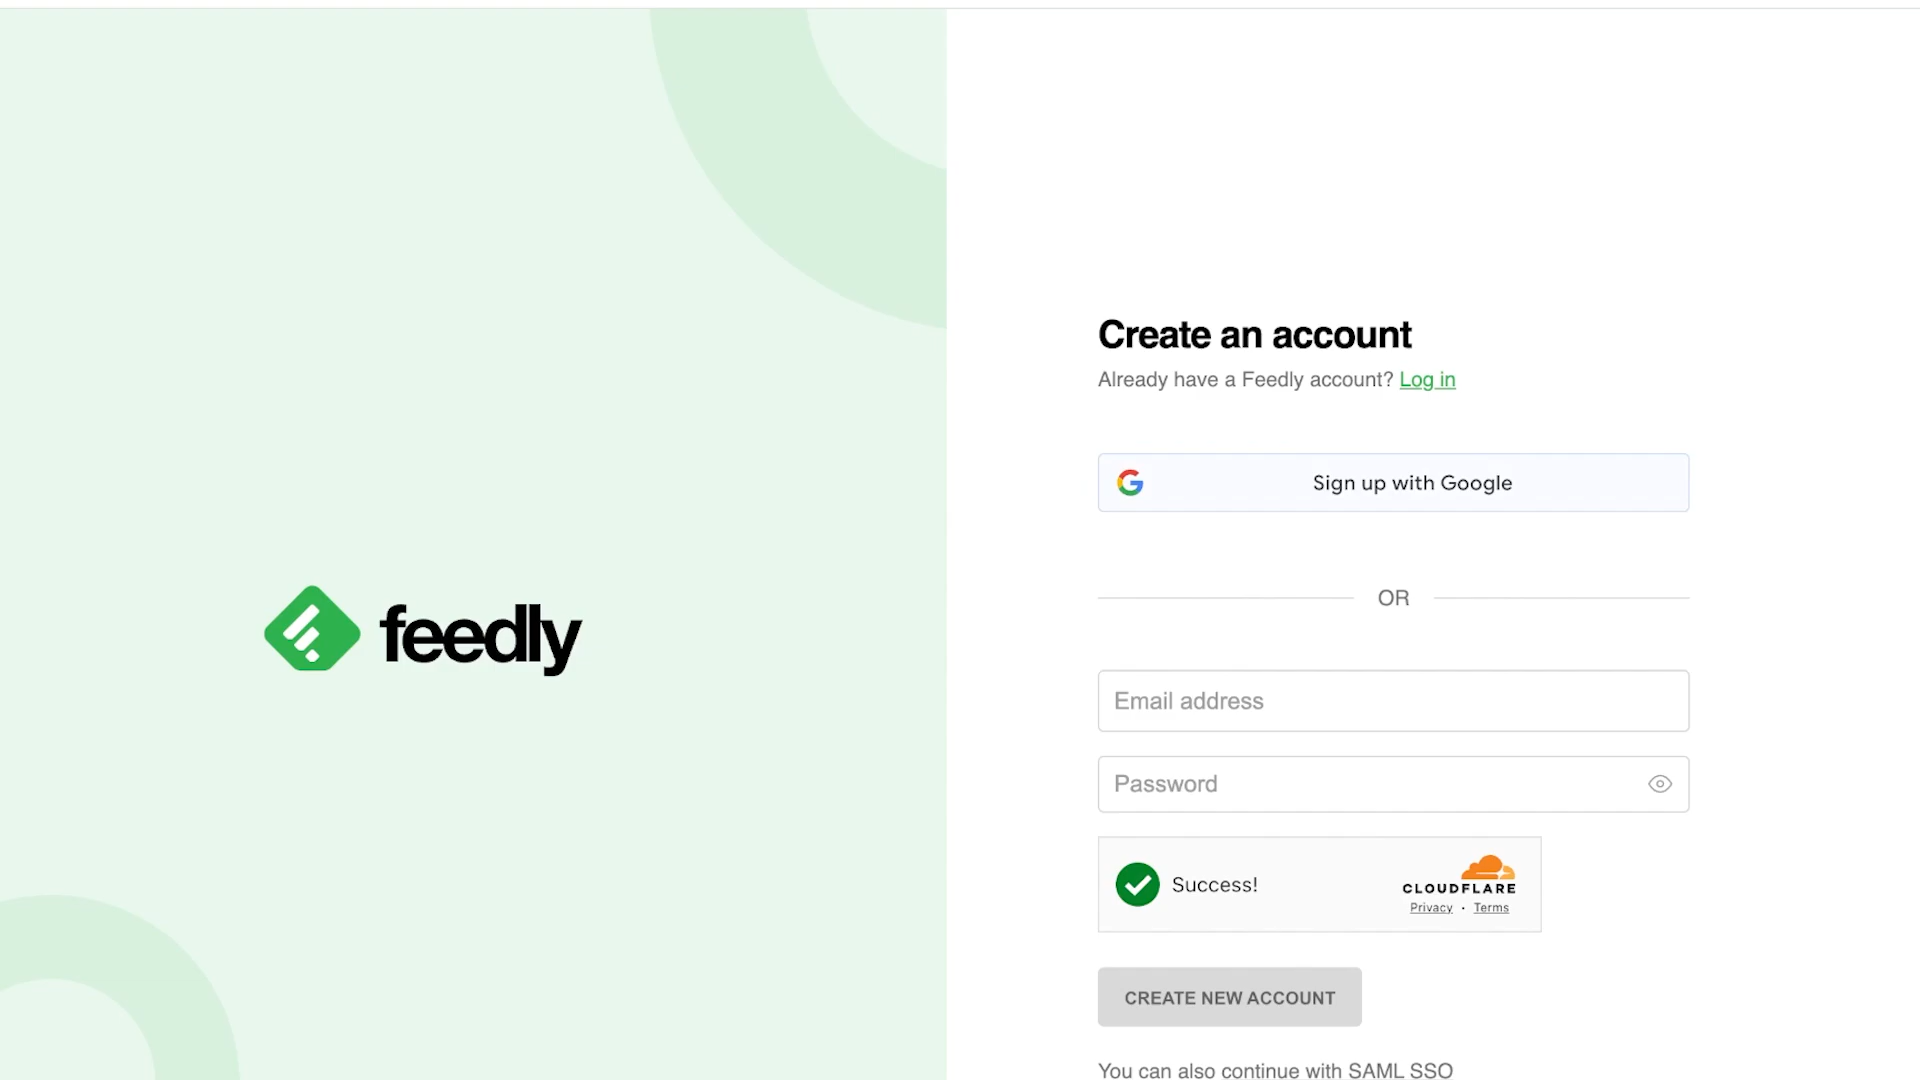 feedly
Create an account
Already have a Feedly account? Log in
Sign up with Google
OR
Email address
Password
Success!
CLOUDFLARE
Privacy • Terms
CREATE NEW ACCOUNT
You can also continue with SAML SSO